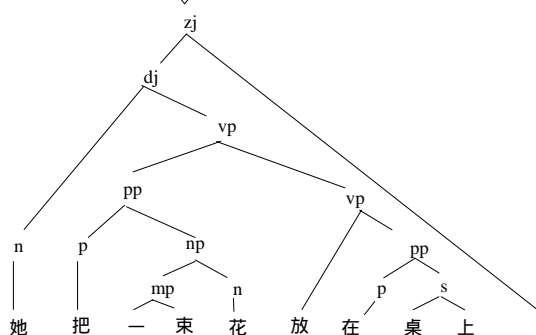 zj
dj
vp
pp vp
n p np pp
mp n p s
她 把 一 束 花 放 在 桌 上